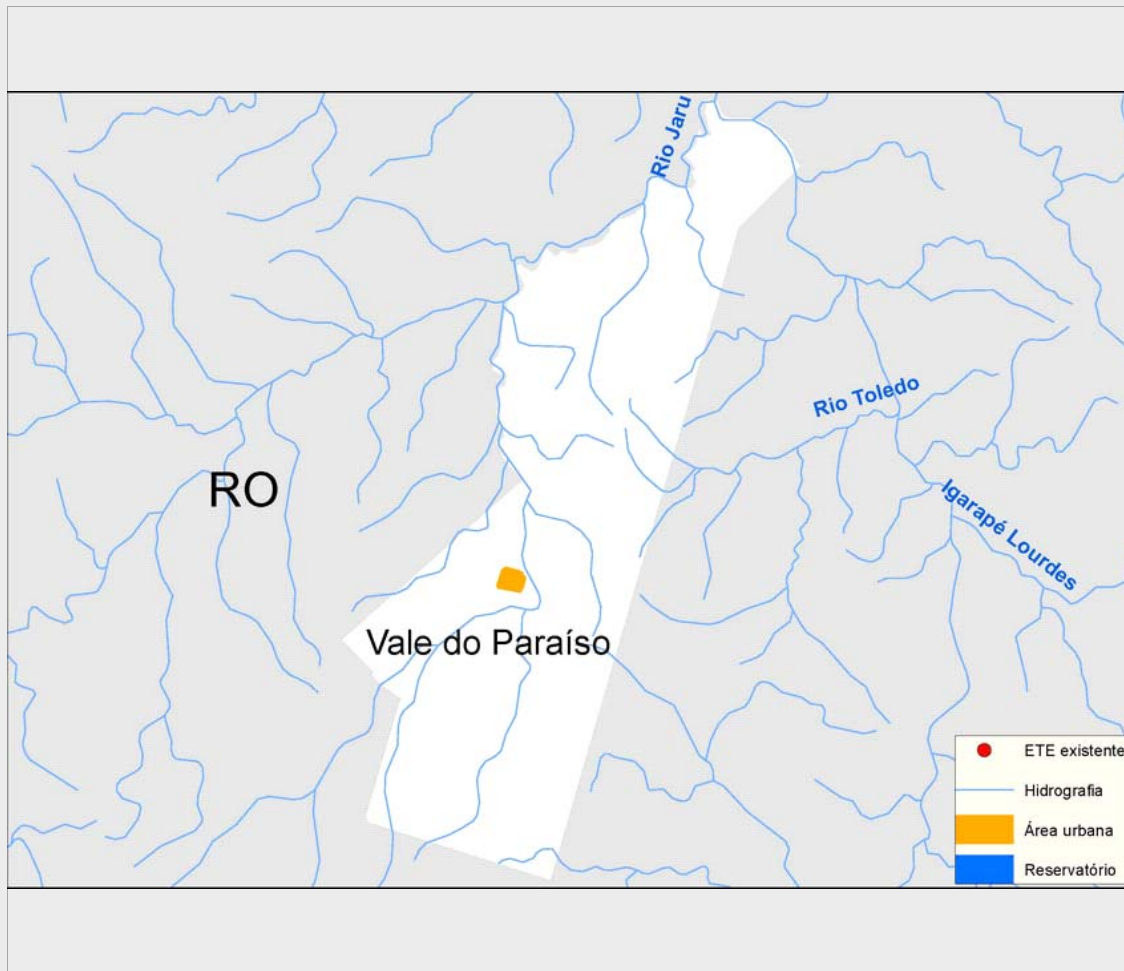 Rio Jaru
Rio Toledo
RO
Igarapé Lourdes
Vale do Paraíso
ETE existente
Hidrografia
Área urbana
Reservatório